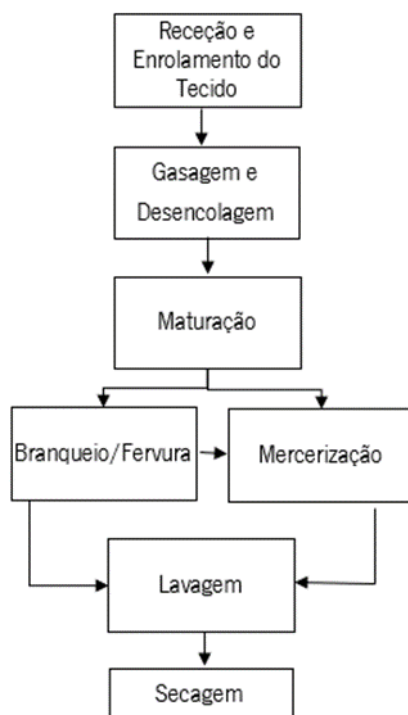 Receção e
Enrolamento do
Tecido
Gasagem e
Desencolagem
Maturação
Branqueio/Fervura
Mercerização
Lavagem
Secagem